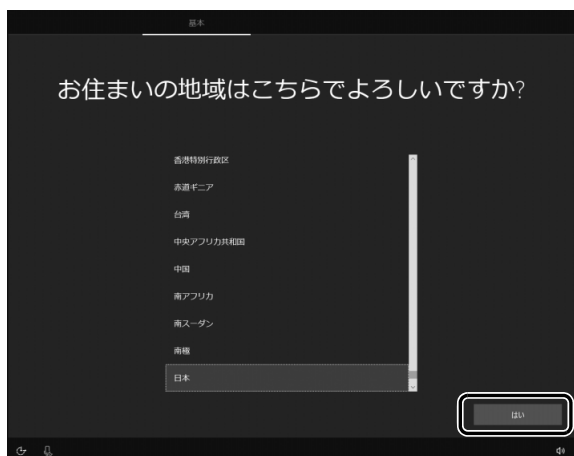 基本
お住まいの地域はこちらでよろしいですか?
香港特別行政区
赤道ギニア
台湾
中央アフリカ共和国
中国
南アフリカ
南スーダン
南極
日本
はい